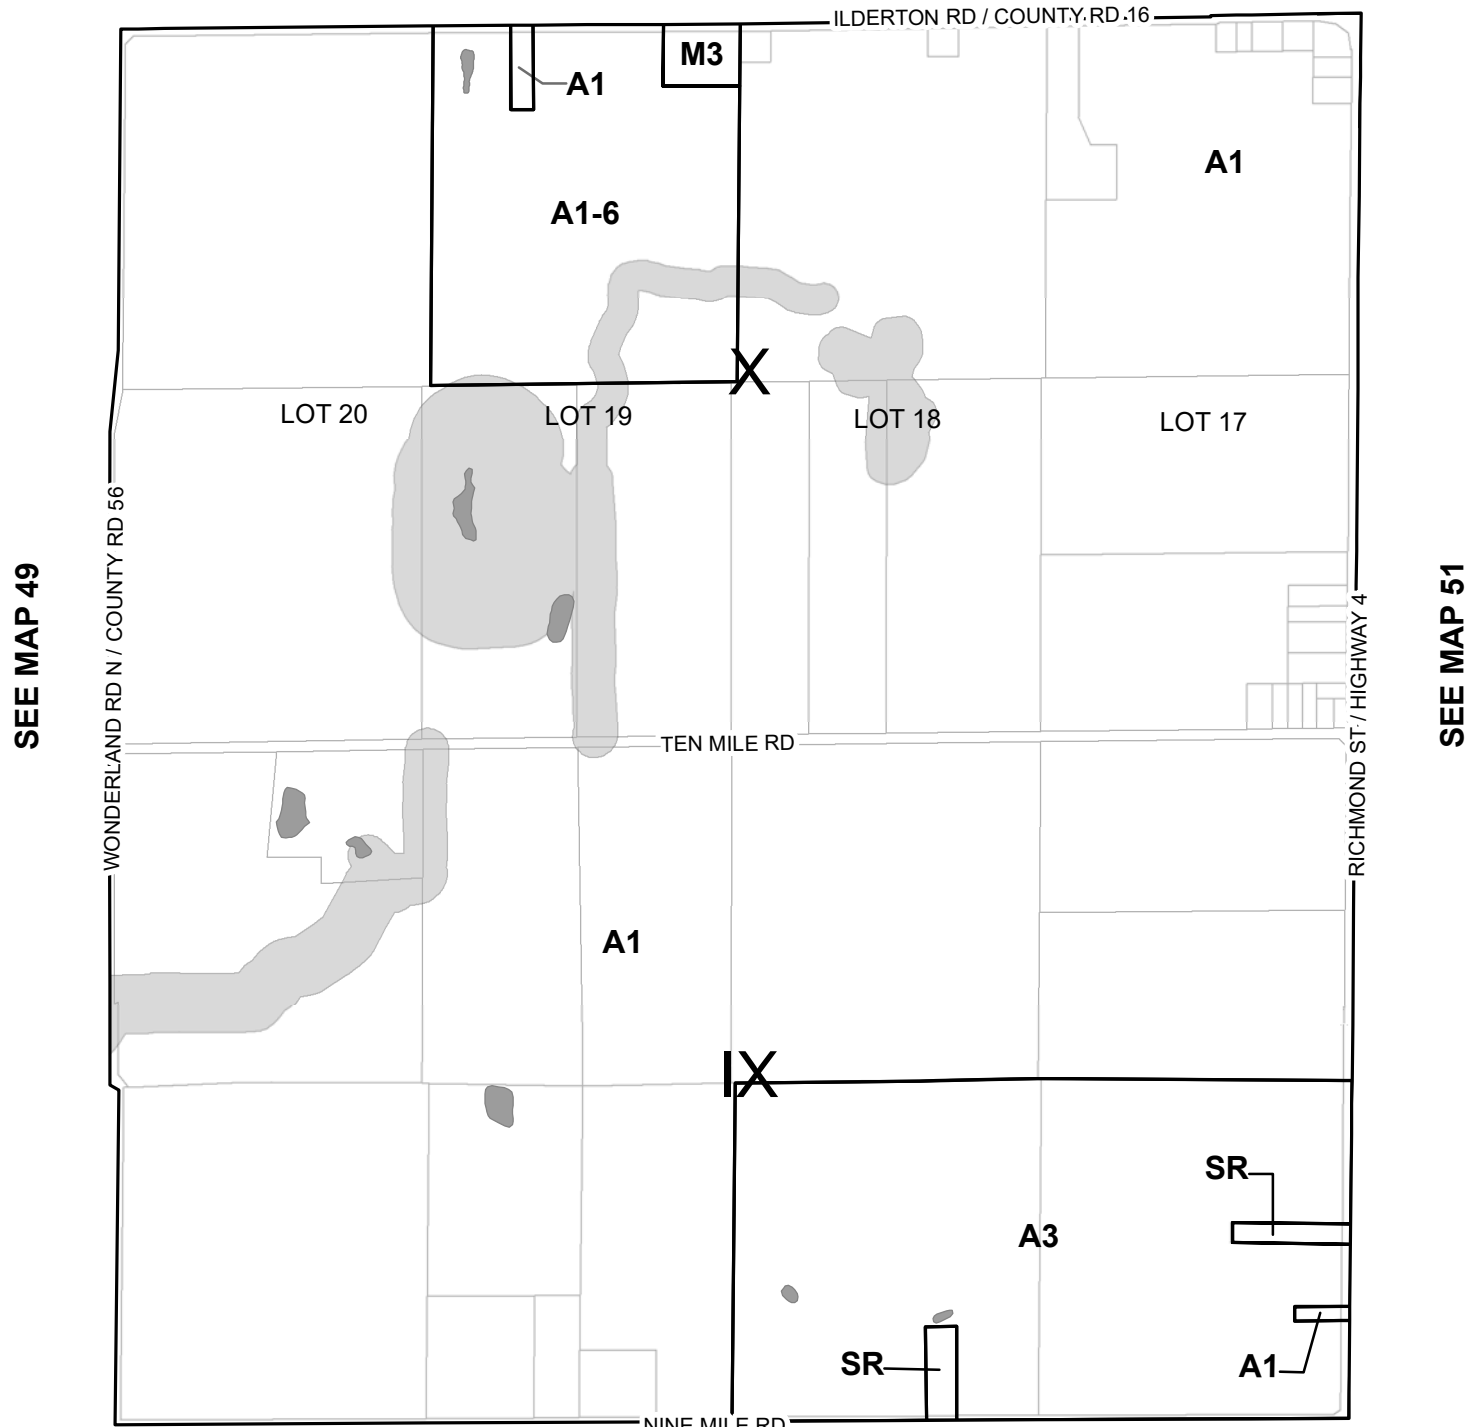 ILDERTON RD / COUNTY RD 16
M3
A1
A1
A1-6
X
LOT 20
LOT 19
LOT 18
LOT 17
WONDERLAND RD N / COUNTY RD 56
SEE MAP 49
RICHMOND ST / HIGHWAY 4
SEE MAP 51
TEN MILE RD
A1
IX
SR
A3
SR
A1
NINE MILE RD